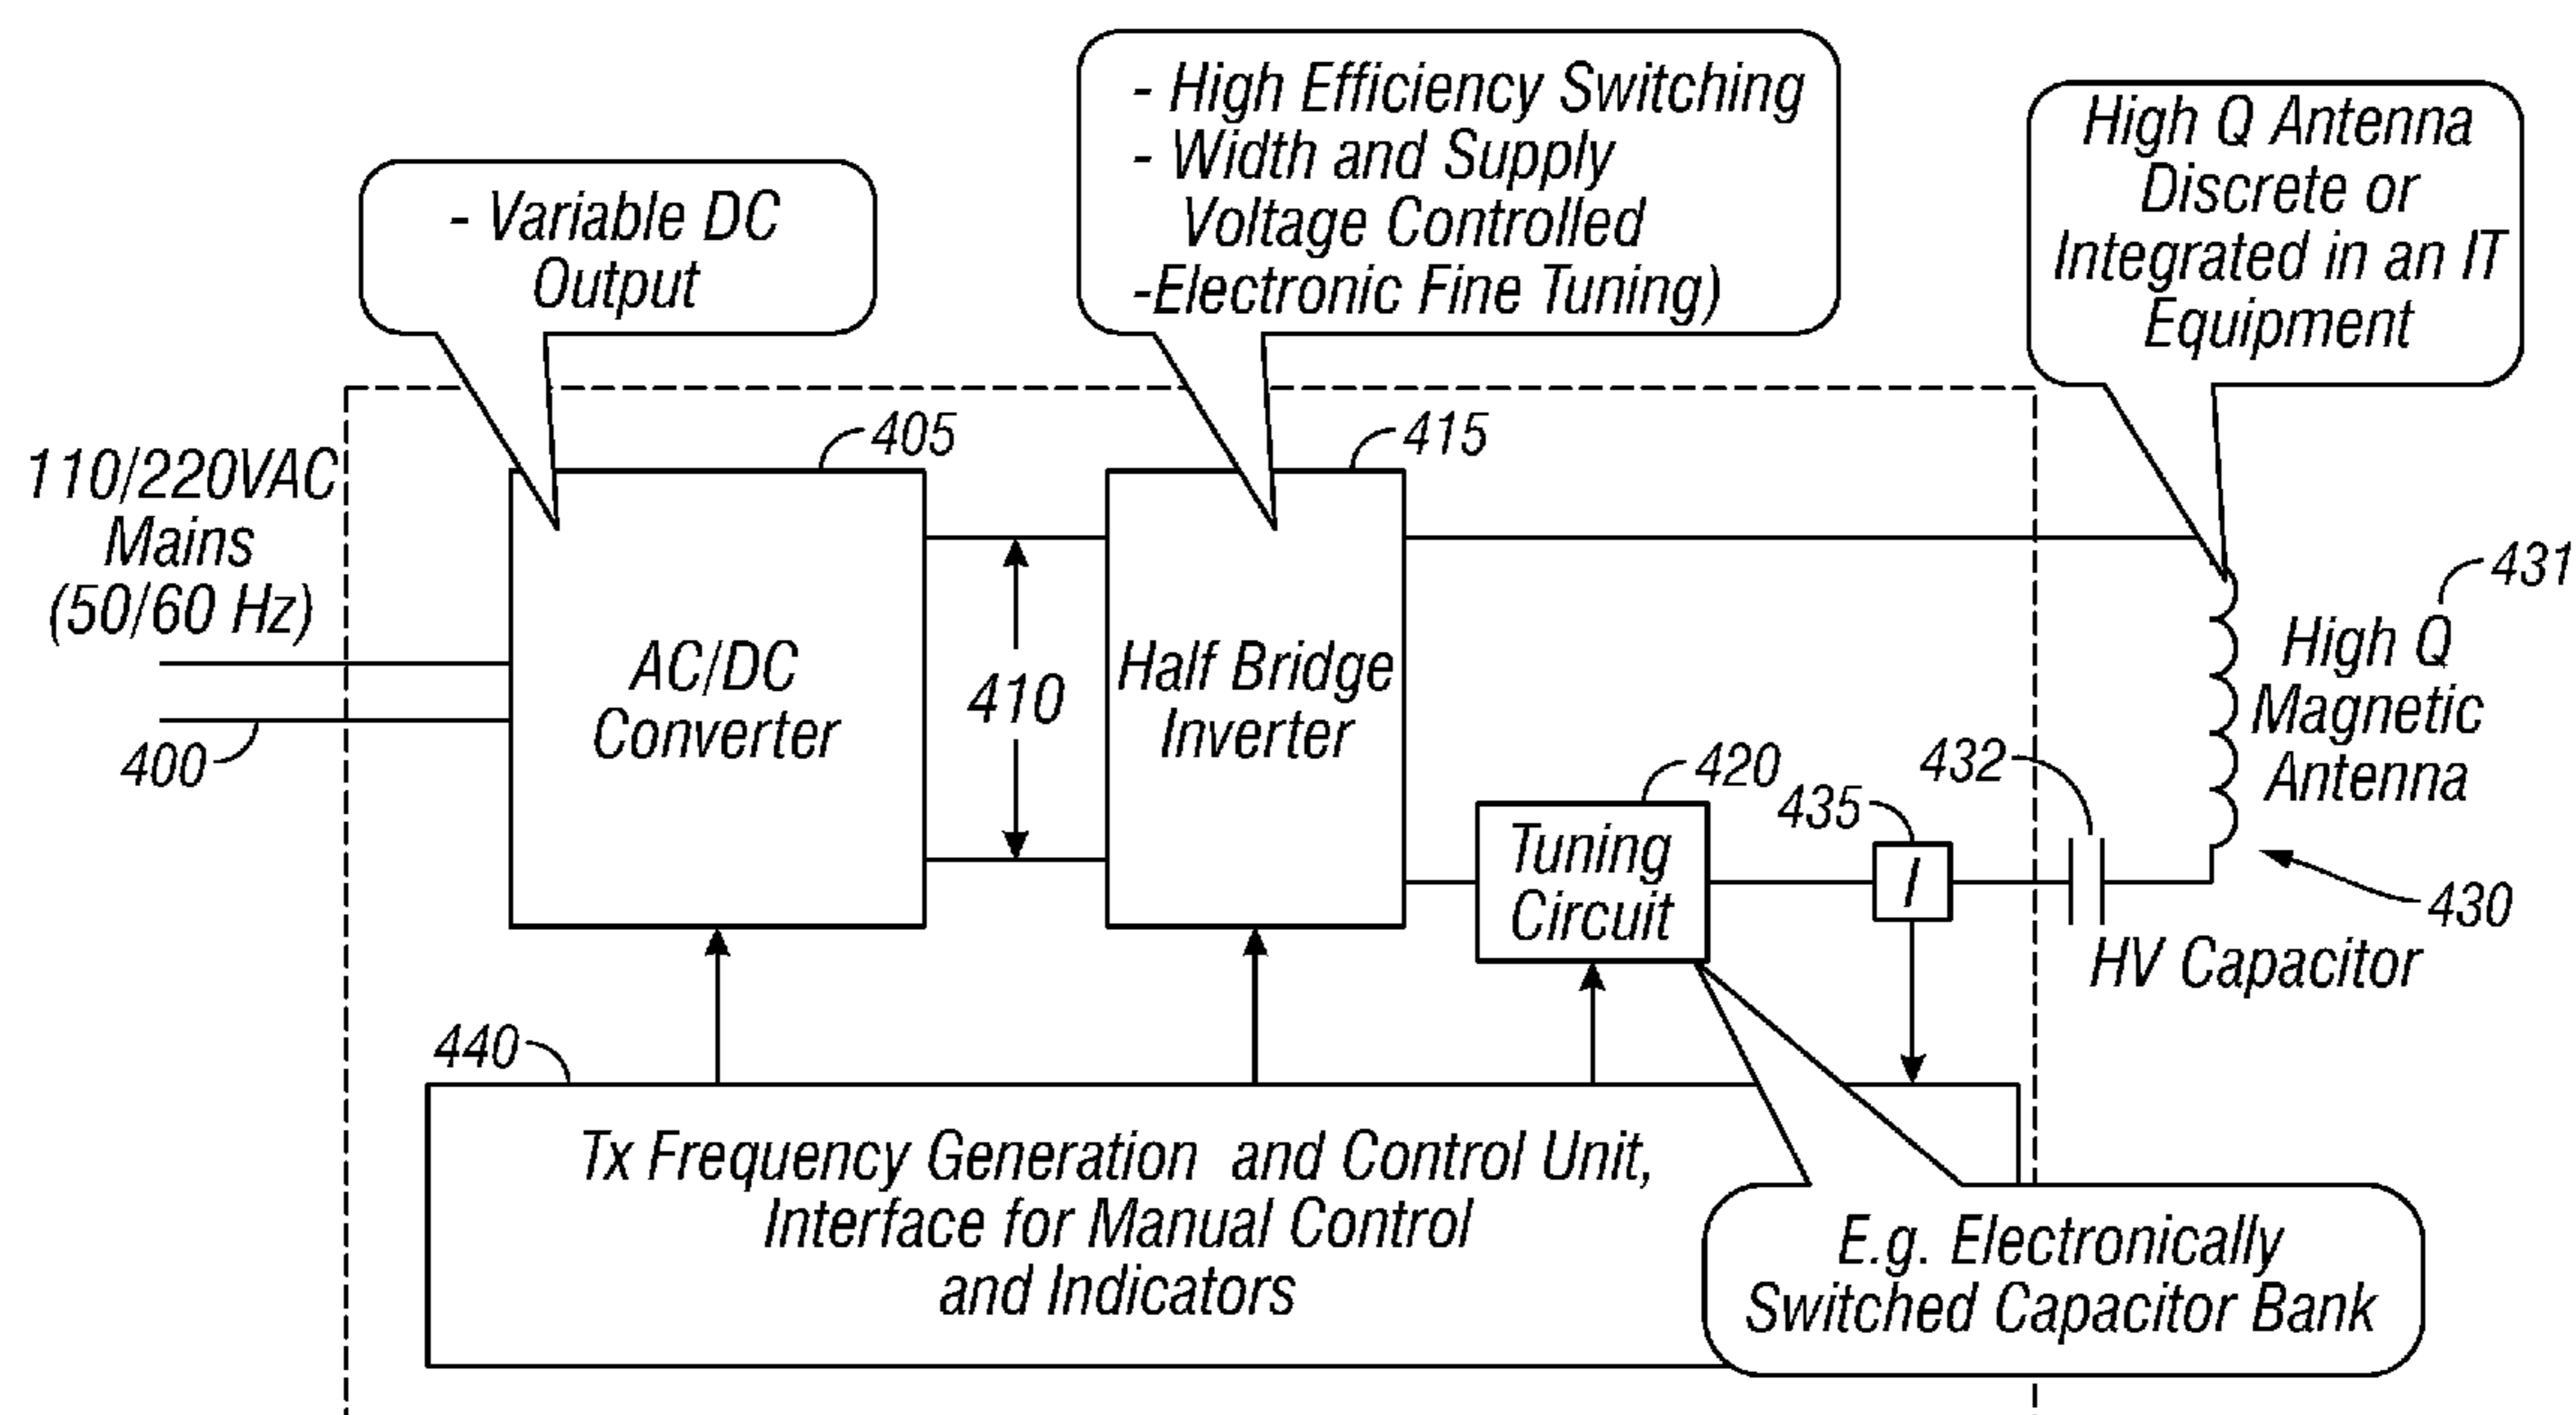 - High Efficiency Switching
- Width and Supply
Voltage Controlled
-Electronic Fine Tuning)
High Q Antenna
Discrete or
Integrated in an IT
Equipment
- Variable DC
Output
405
415
110/220VAC
Mains
(50/60 Hz)
400
AC/DC
Converter
410
Half Bridge
Inverter
431
High Q
Magnetic
Antenna
420
435
432
Tuning
Circuit
I
430
HV Capacitor
440
Tx Frequency Generation and Control Unit,
Interface for Manual Control
and Indicators
E.g. Electronically
Switched Capacitor Bank